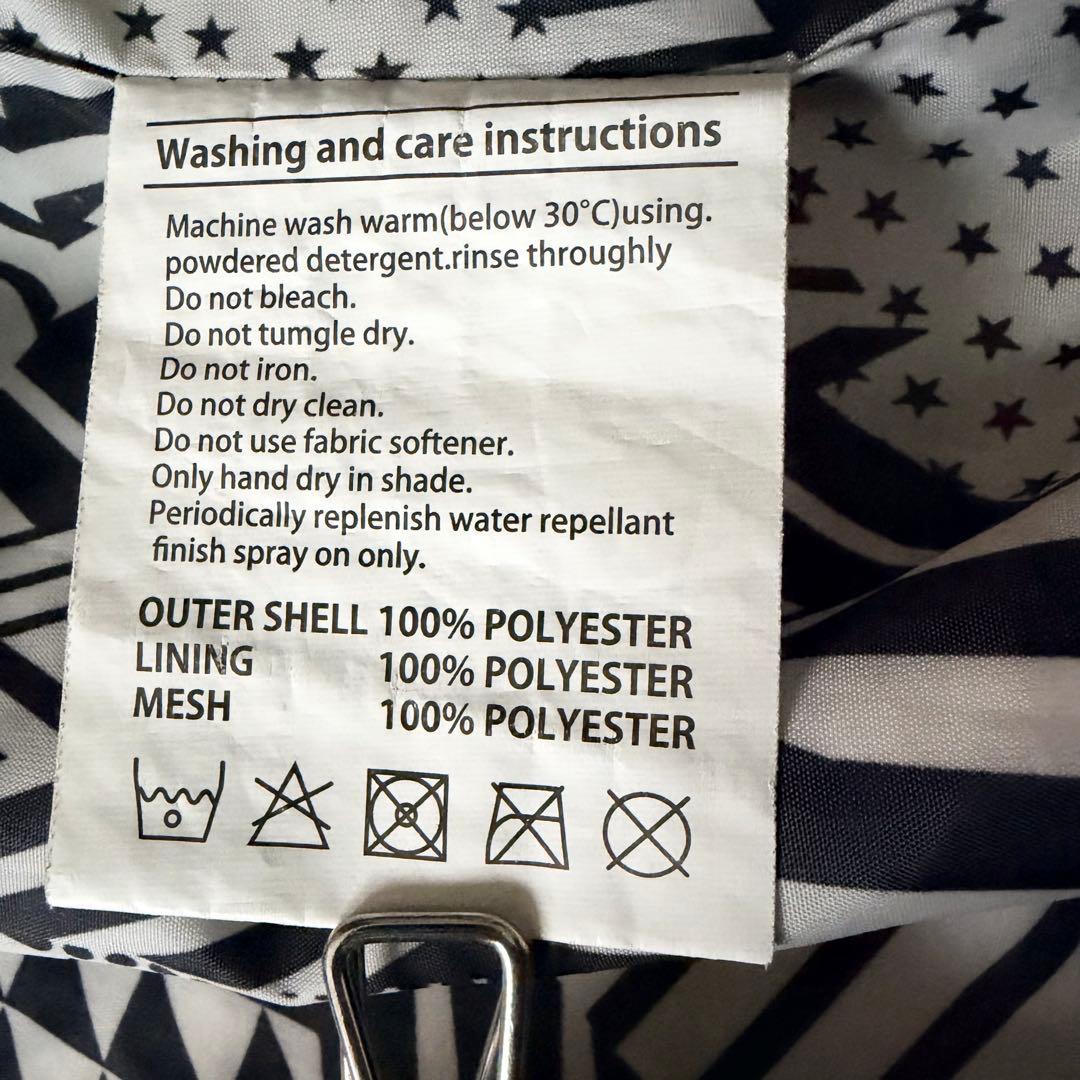 Washing and care instructions
Machine wash warm(below 30°C)using.
powdered detergent.rinse throughly
Do not bleach.
Do not tumgle dry.
Do not iron.
Do not dry clean.
Do not use fabric softener.
Only hand dry in shade.
Periodically replenish water repellant
finish spray on only.
OUTER SHELL 100% POLYESTER
LINING 100% POLYESTER
MESH 100% POLYESTER